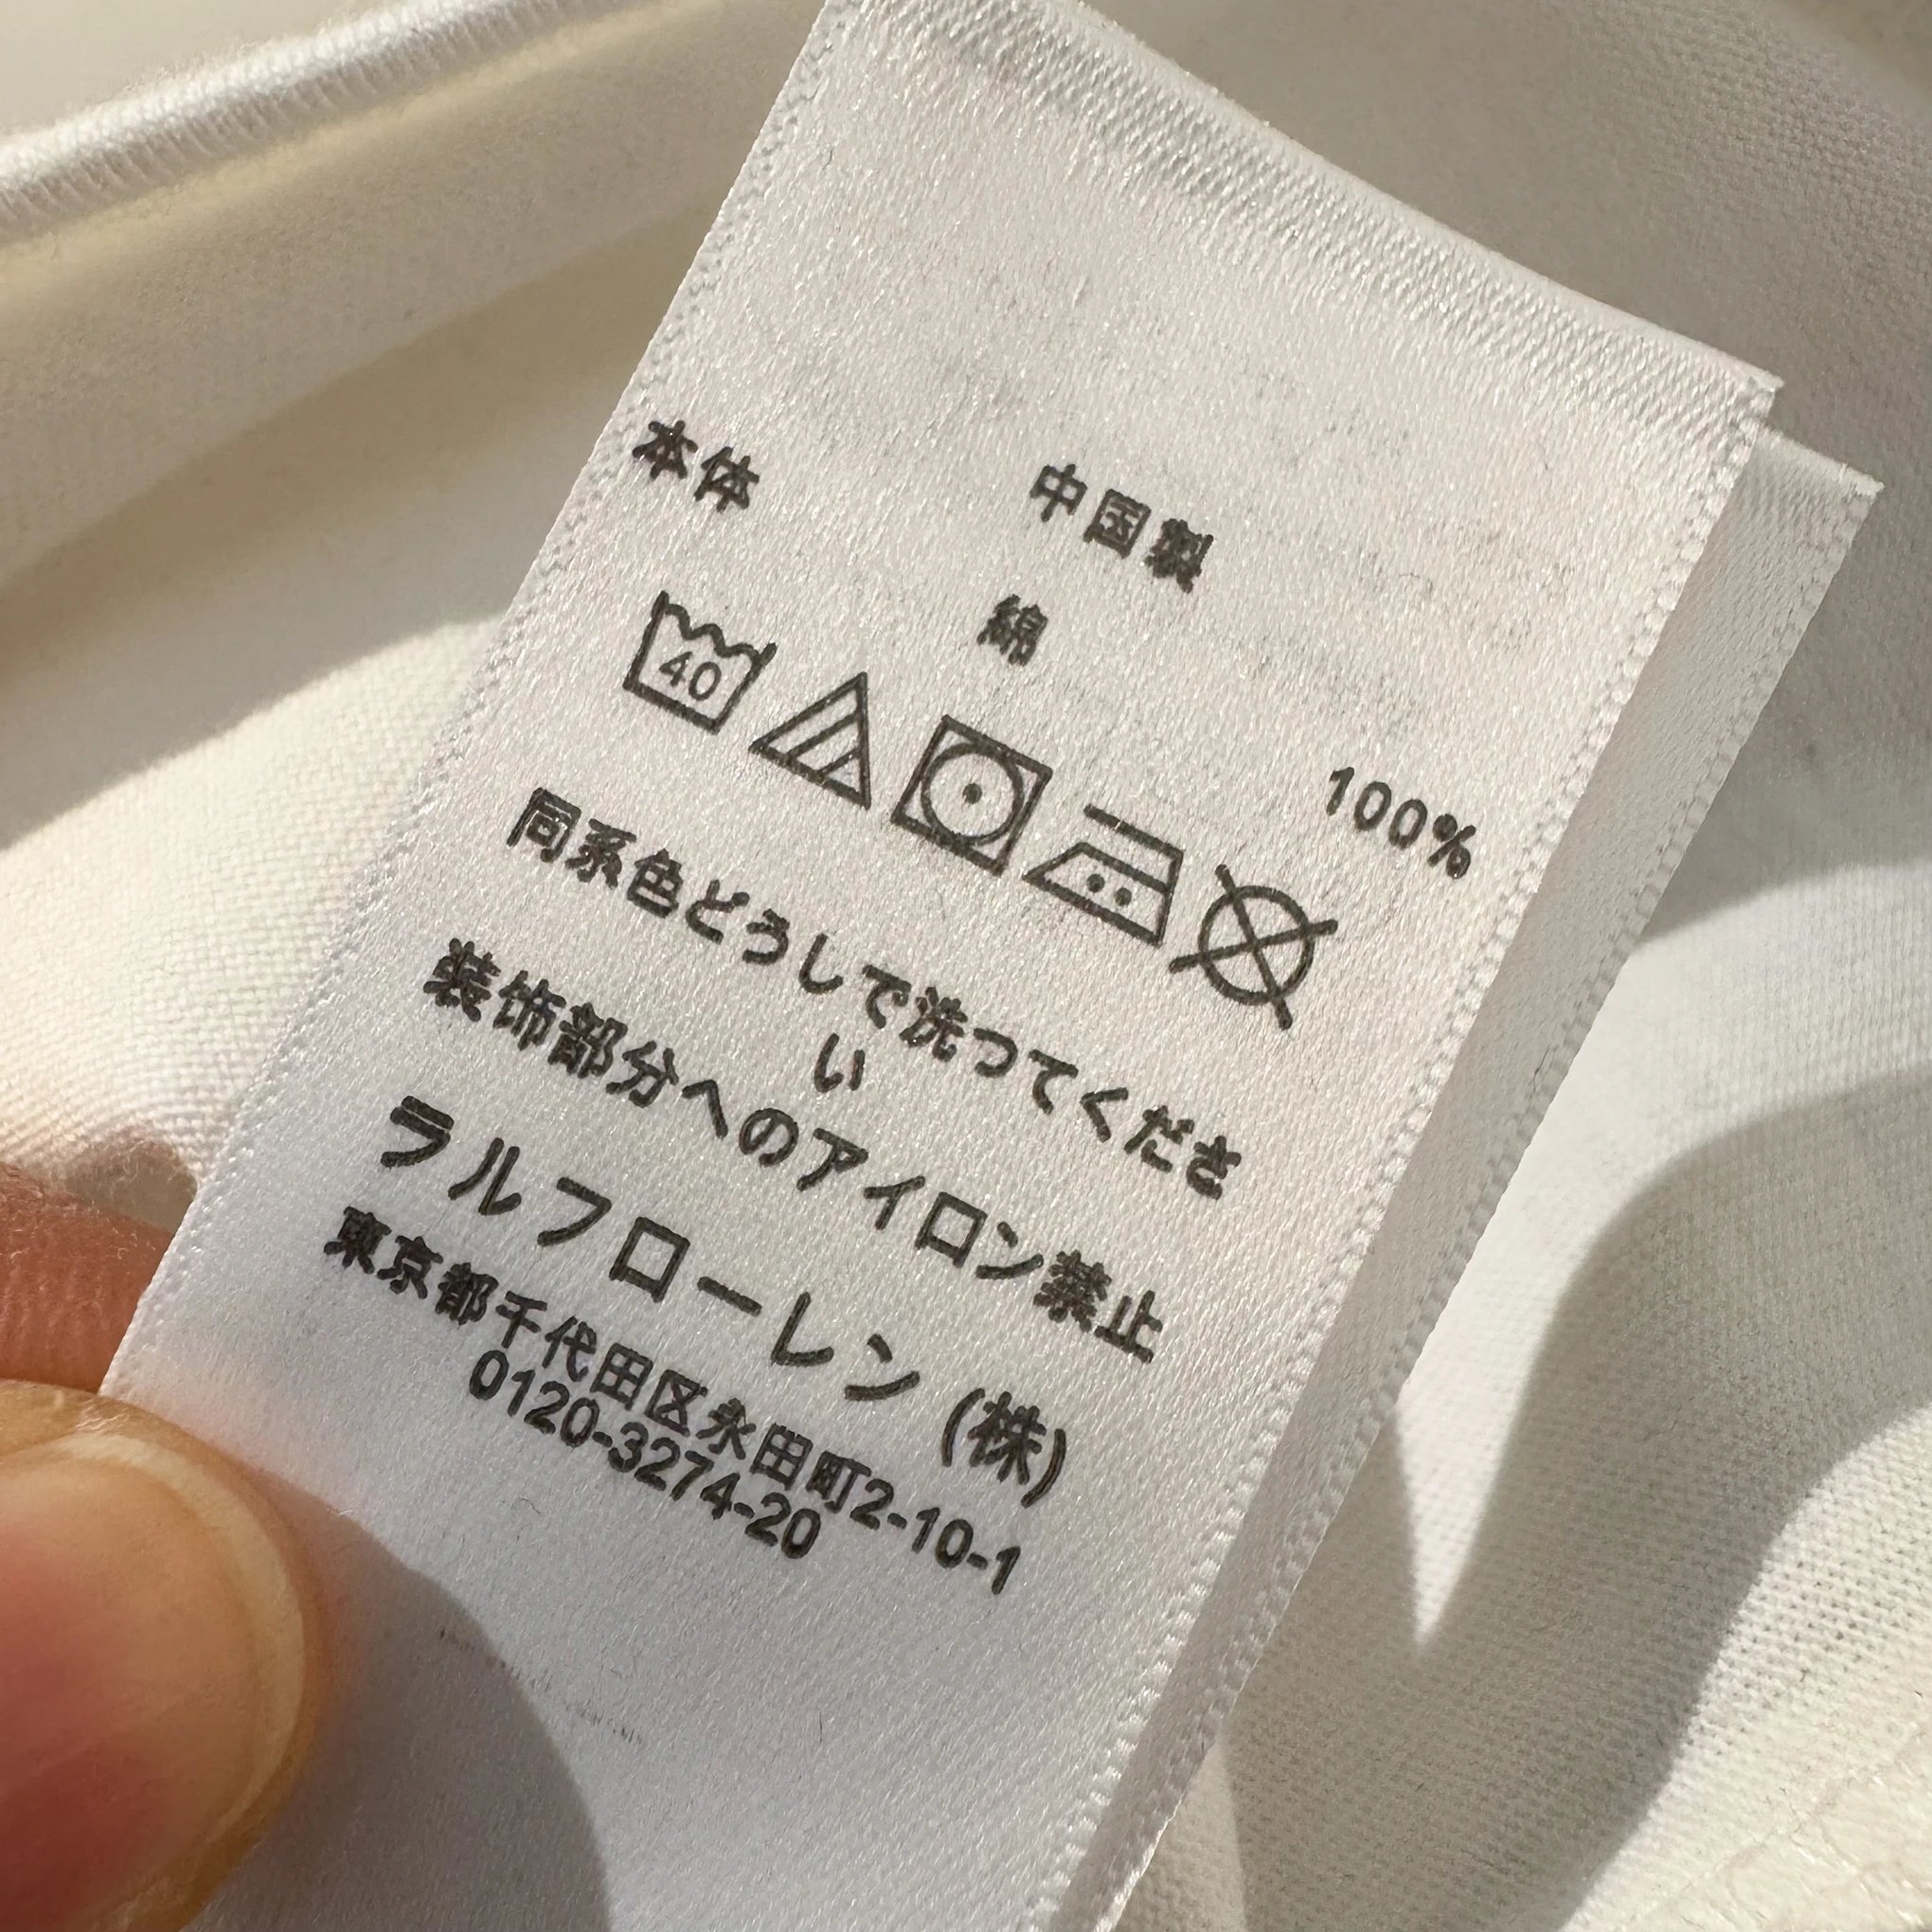 中国製
本体 綿 100%
40
同系色どうしで洗ってくださ
い
装飾部分へのアイロン禁止
ラルフローレン(株)
東京都千代田区永田町2-10-1
0120-3274-20